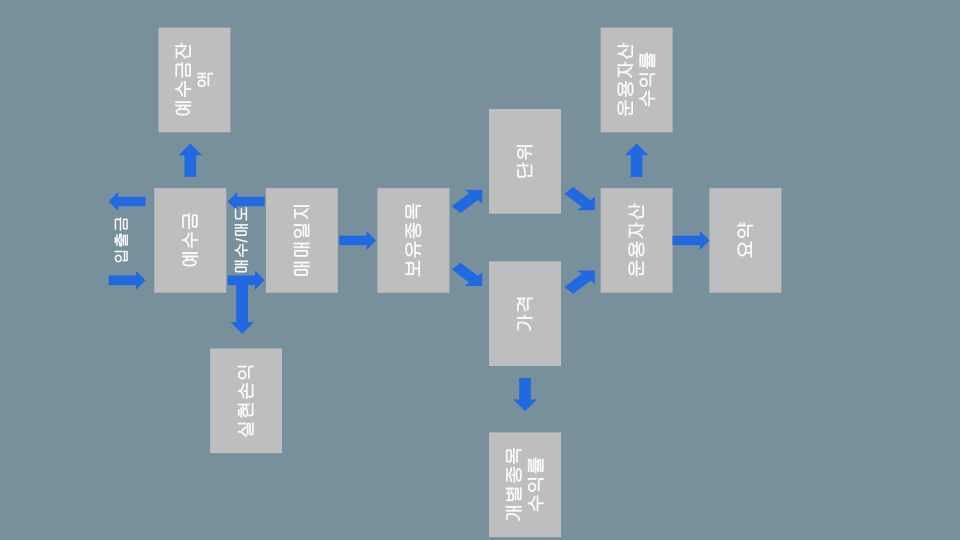 예수금잔
액
입출금
예수금
매수/매도
매매일지
실현손익
보유종목
단위
가격
개별종목
수익률
운용자산
수익률
운용자산
요약